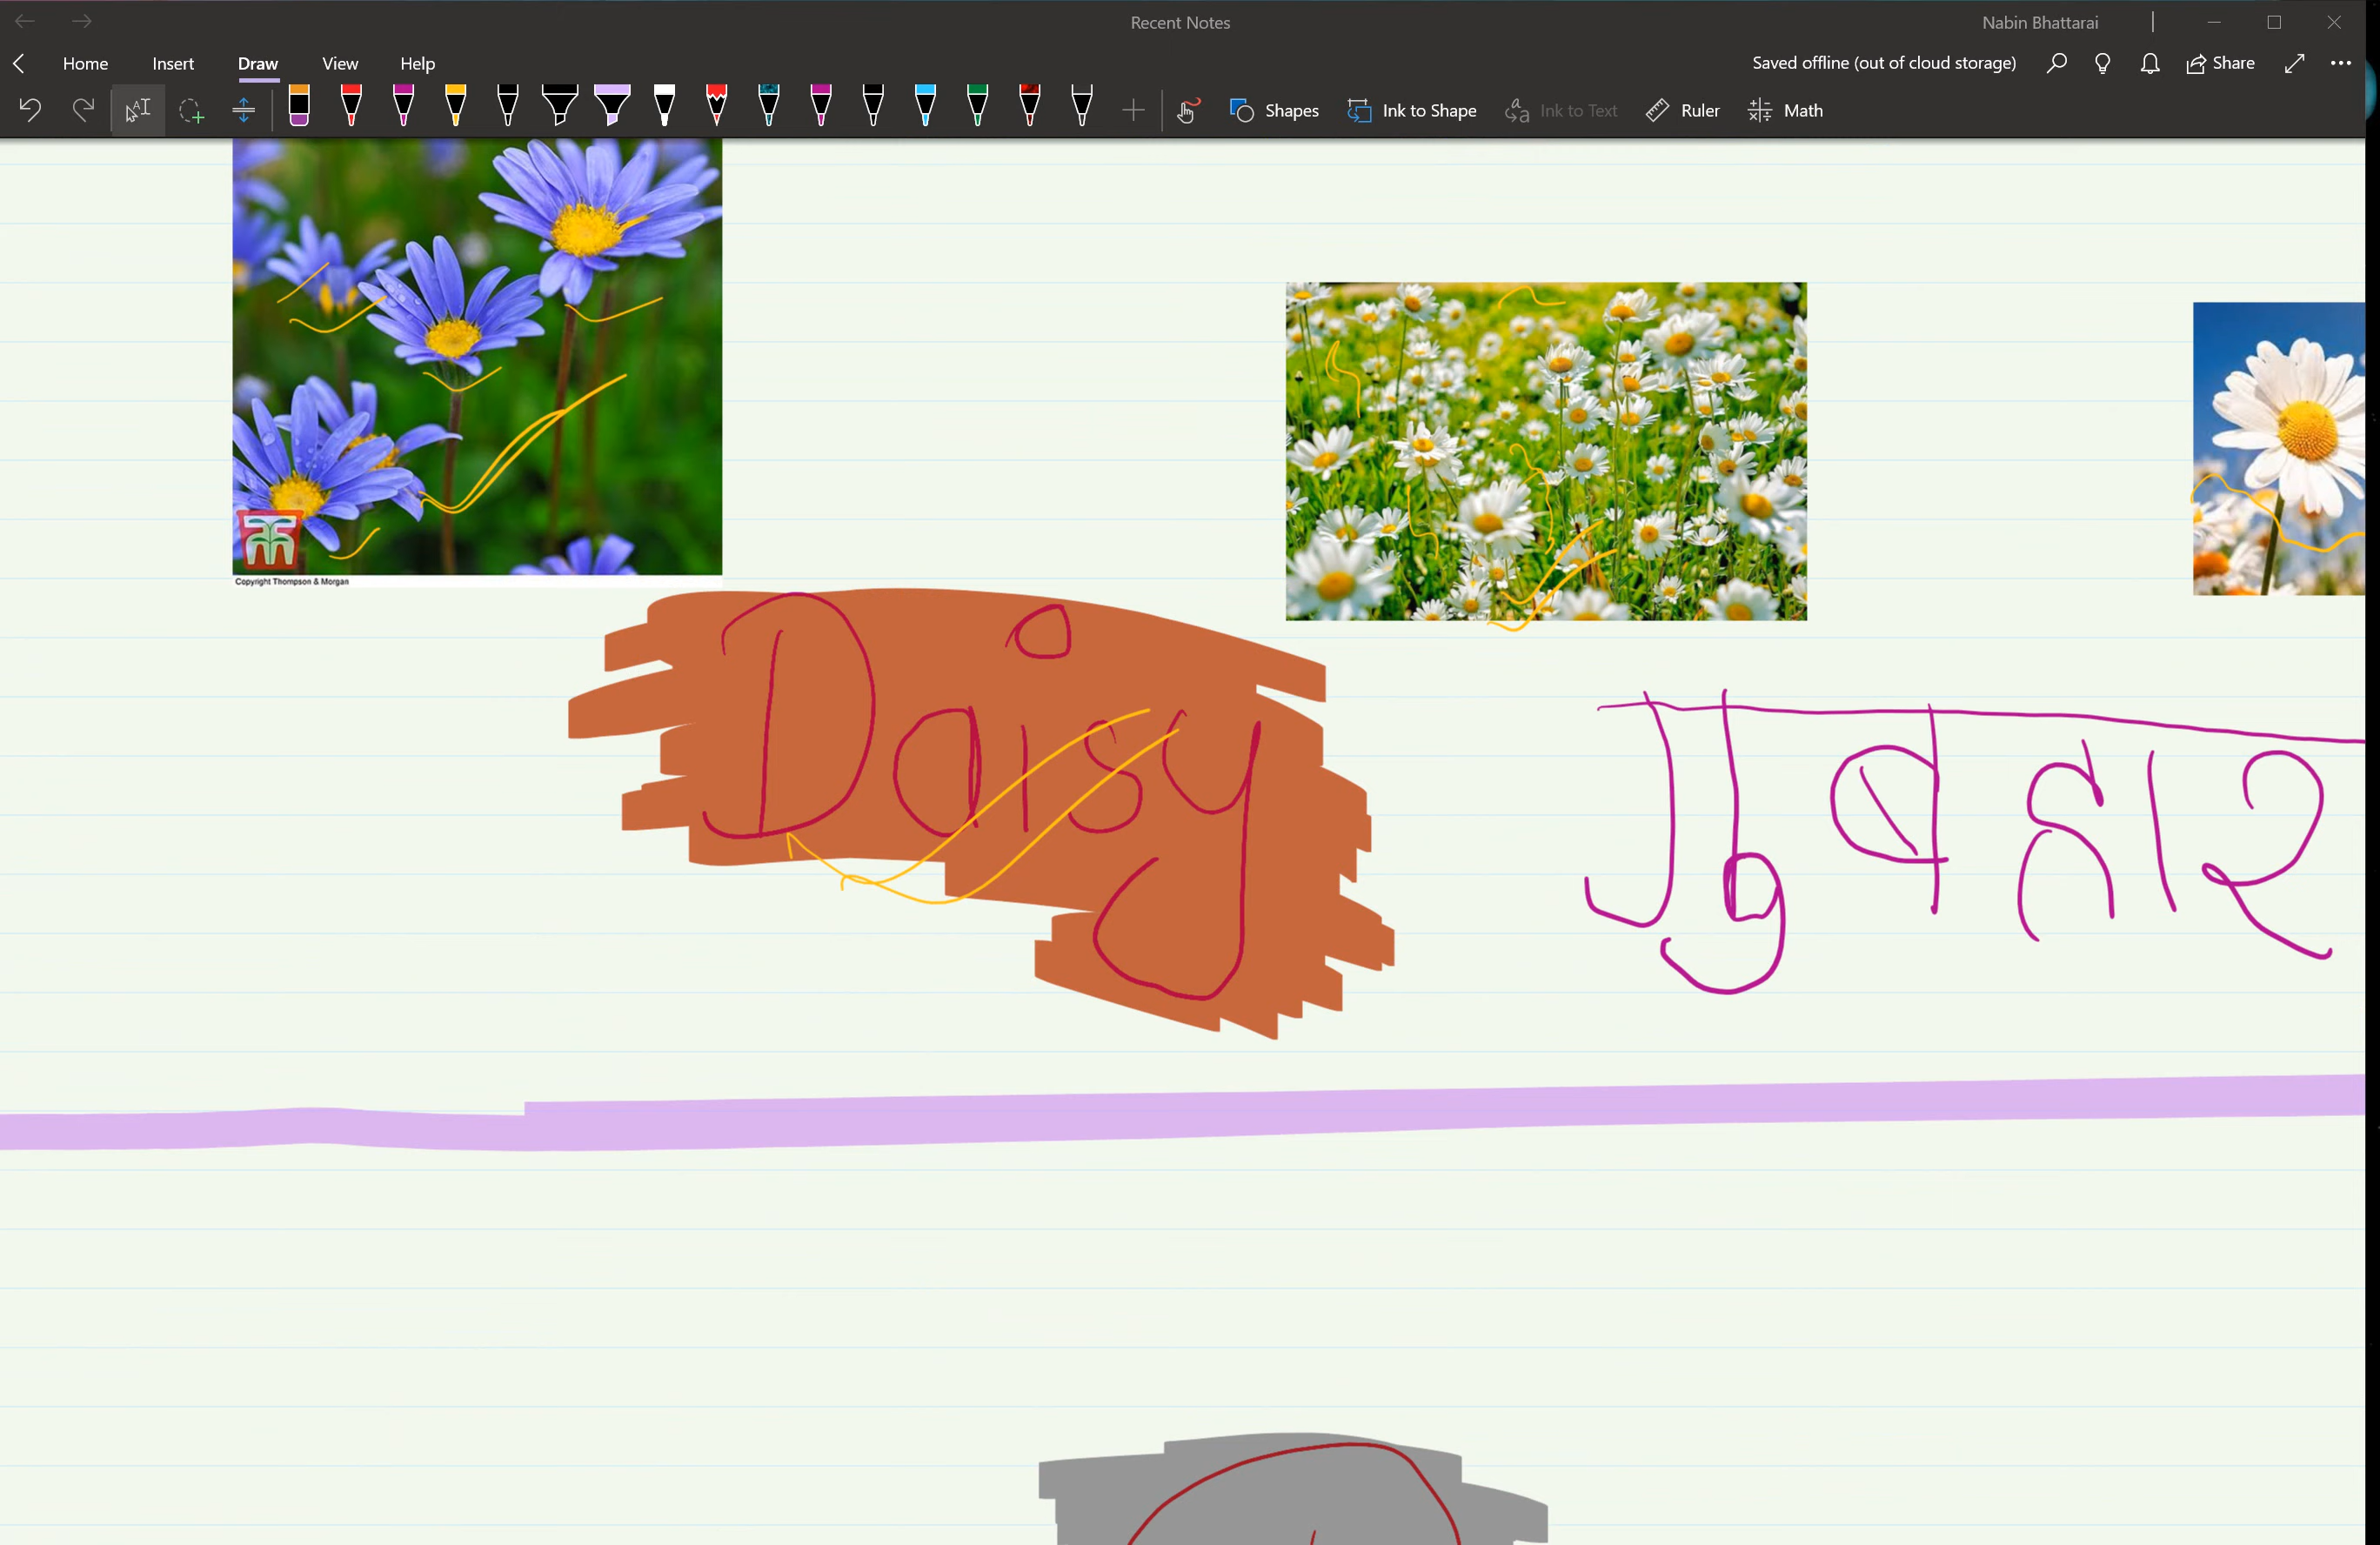 Recent Notes
Nabin Bhattarai
Home Insert Draw View Help
Saved offline (out of cloud storage) Share
Shapes Ink to Shape Ink to Text Ruler Math
Copyright Thompson & Morgan
Daisy
गुबहार